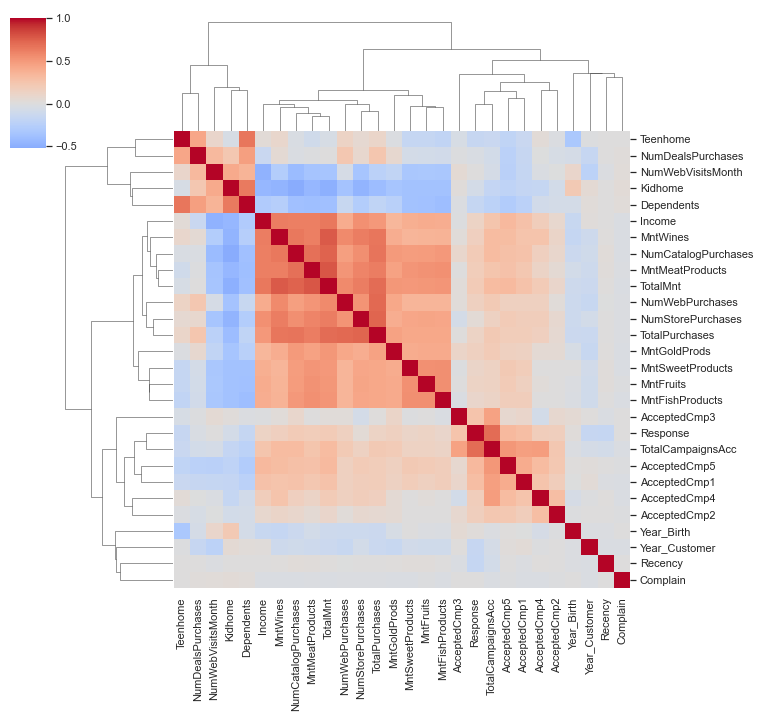 1.0
0.5
0.0
−0.5
Teenhome
NumDealsPurchases
NumWebVisitsMonth
Kidhome
Dependents
Income
MntWines
NumCatalogPurchases
MntMeatProducts
TotalMnt
NumWebPurchases
NumStorePurchases
TotalPurchases
MntGoldProds
MntSweetProducts
MntFruits
MntFishProducts
AcceptedCmp3
Response
TotalCampaignsAcc
AcceptedCmp5
AcceptedCmp1
AcceptedCmp4
AcceptedCmp2
Year_Birth
Year_Customer
Recency
Complain
Teenhome
NumDealsPurchases
NumWebVisitsMonth
Kidhome
Dependents
Income
MntWines
NumCatalogPurchases
MntMeatProducts
TotalMnt
NumWebPurchases
NumStorePurchases
TotalPurchases
MntGoldProds
MntSweetProducts
MntFruits
MntFishProducts
AcceptedCmp3
Response
TotalCampaignsAcc
AcceptedCmp5
AcceptedCmp1
AcceptedCmp4
AcceptedCmp2
Year_Birth
Year_Customer
Recency
Complain